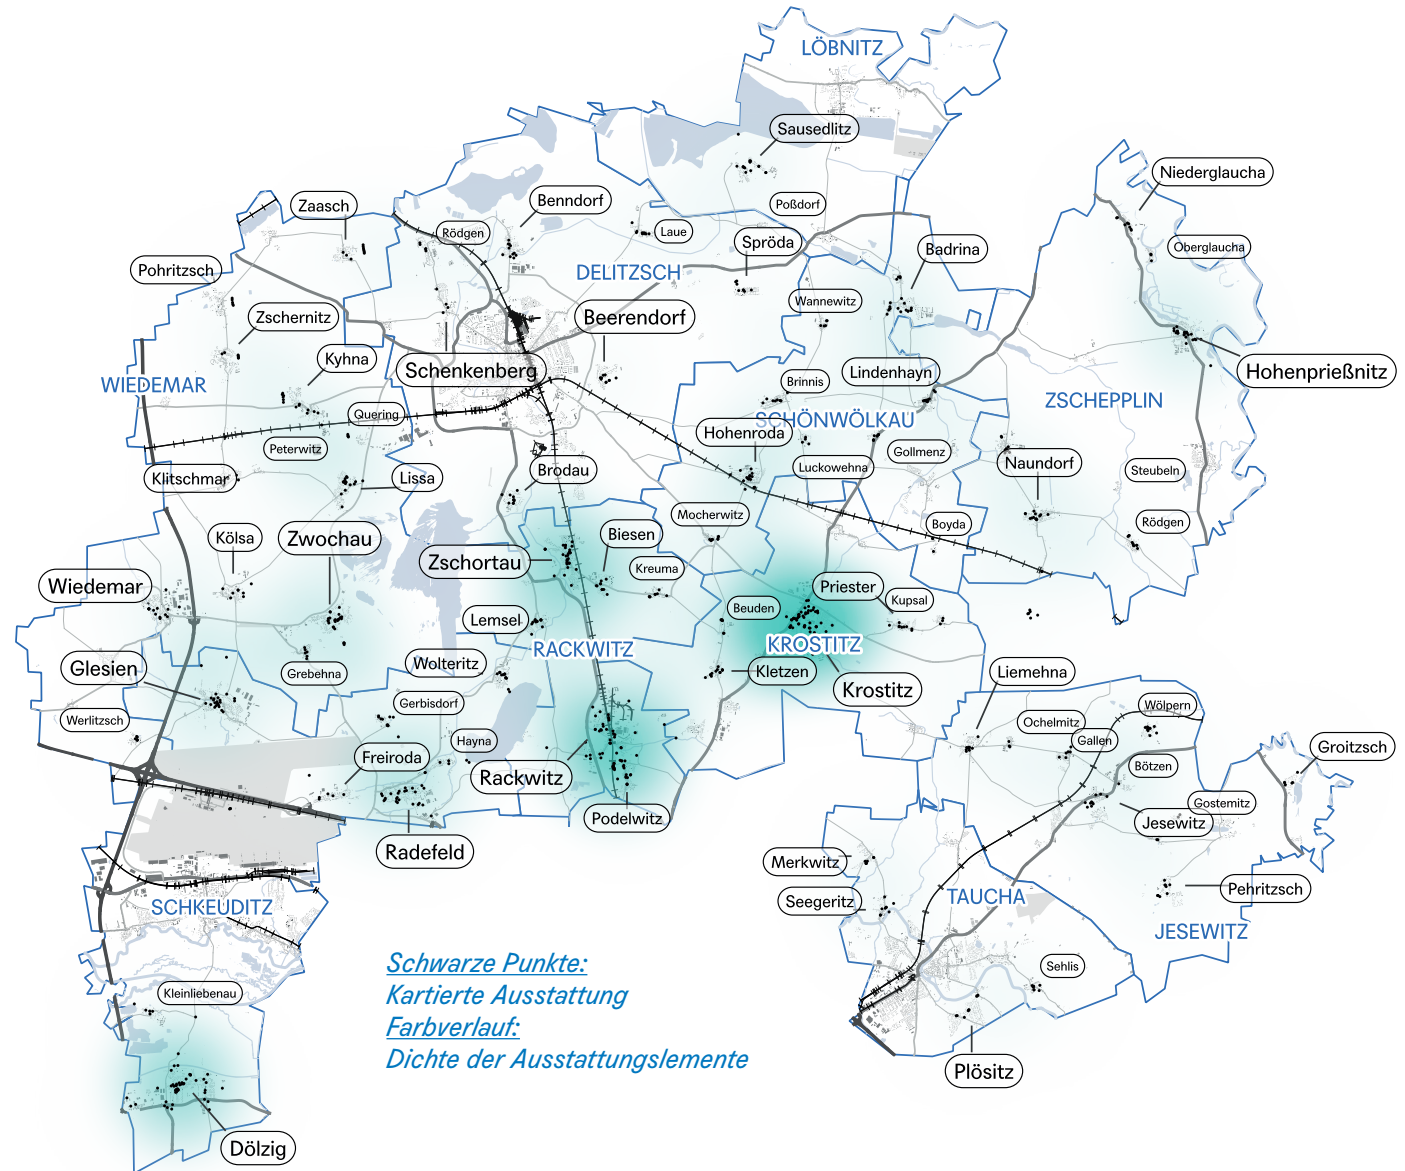 LÖBNITZ
Sausedlitz
Niederglaucha
Zaasch
Benndorf
Poßdorf
Rödgen
Laue
Spröda
Badrina
Oberglaucha
Pohritzsch
DELITZSCH
Wannewitz
Zschernitz
Beerendorf
Kyhna
Schenkenberg
Lindenhayn
Hohenprießnitz
WIEDEMAR
Brinnis
ZSCHEPPLIN
Quering
SCHÖNWÖLKAU
Hohenroda
Peterwitz
Gollmenz
Naundorf
Luckowehna
Steubeln
Klitschmar
Lissa
Brodau
Mocherwitz
Boyda
Rödgen
Kölsa
Zwochau
Biesen
Zschortau
Kreuma
Wiedemar
Priester
Kupsal
Beuden
Lemsel
RACKWITZ
KROSTITZ
Glesien
Grebehna
Wolteritz
Kletzen
Krostitz
Liemehna
Gerbisdorf
Wölpern
Werlitzsch
Ochelmitz
Hayna
Gallen
Groitzsch
Freiroda
Bötzen
Rackwitz
Gostemitz
Podelwitz
Jesewitz
Radefeld
Merkwitz
Pehritzsch
Seegeritz
TAUCHA
SCHKEUDITZ
JESEWITZ
Schwarze Punkte:
Kartierte Ausstattung
Farbverlauf:
Dichte der Ausstattungslemente
Sehlis
Kleinliebenau
Plösitz
Dölzig